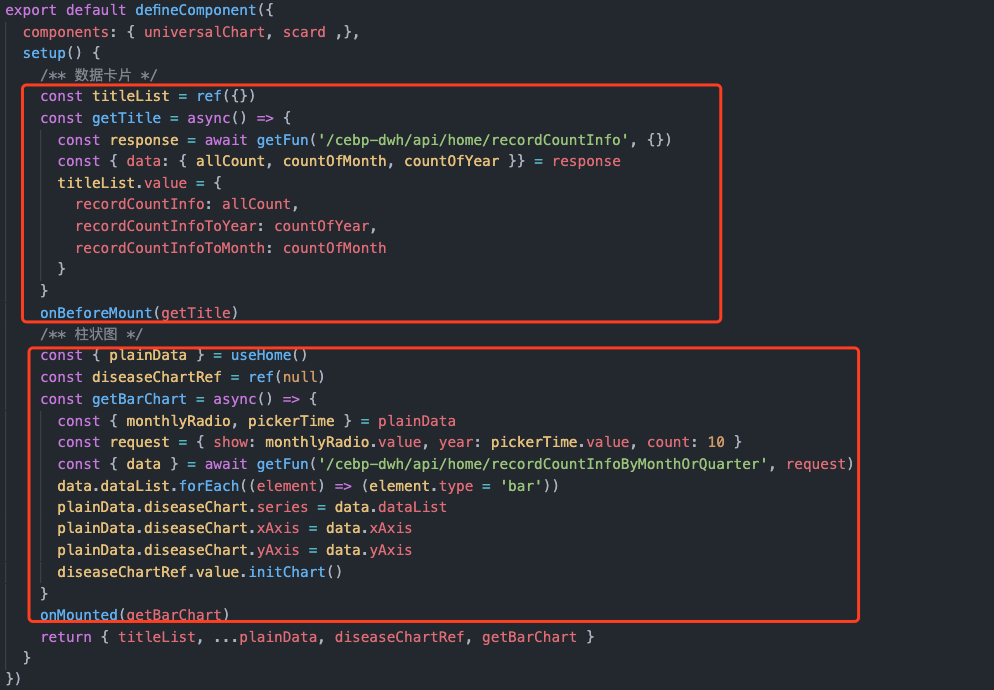 export default defineComponent({
components: { universalChart, scard ,},
setup() {
/** 数据卡片 */
const titleList = ref({})
const getTitle = async() => {
const response = await getFun('/cebp-dwh/api/home/recordCountInfo', {})
const { data: { allCount, countOfMonth, countOfYear }} = response
titleList.value = {
recordCountInfo: allCount,
recordCountInfoToYear: countOfYear,
recordCountInfoToMonth: countOfMonth
}
}
onBeforeMount(getTitle)
/** 柱状图 */
const { plainData } = useHome()
const diseaseChartRef = ref(null)
const getBarChart = async() => {
const { monthlyRadio, pickerTime } = plainData
const request = { show: monthlyRadio.value, year: pickerTime.value, count: 10 }
const { data } = await getFun('/cebp-dwh/api/home/recordCountInfoByMonthOrQuarter', request)
data.dataList.forEach((element) => (element.type = 'bar'))
plainData.diseaseChart.series = data.dataList
plainData.diseaseChart.xAxis = data.xAxis
plainData.diseaseChart.yAxis = data.yAxis
diseaseChartRef.value.initChart()
}
onMounted(getBarChart)
return { titleList, ...plainData, diseaseChartRef, getBarChart }
}
})